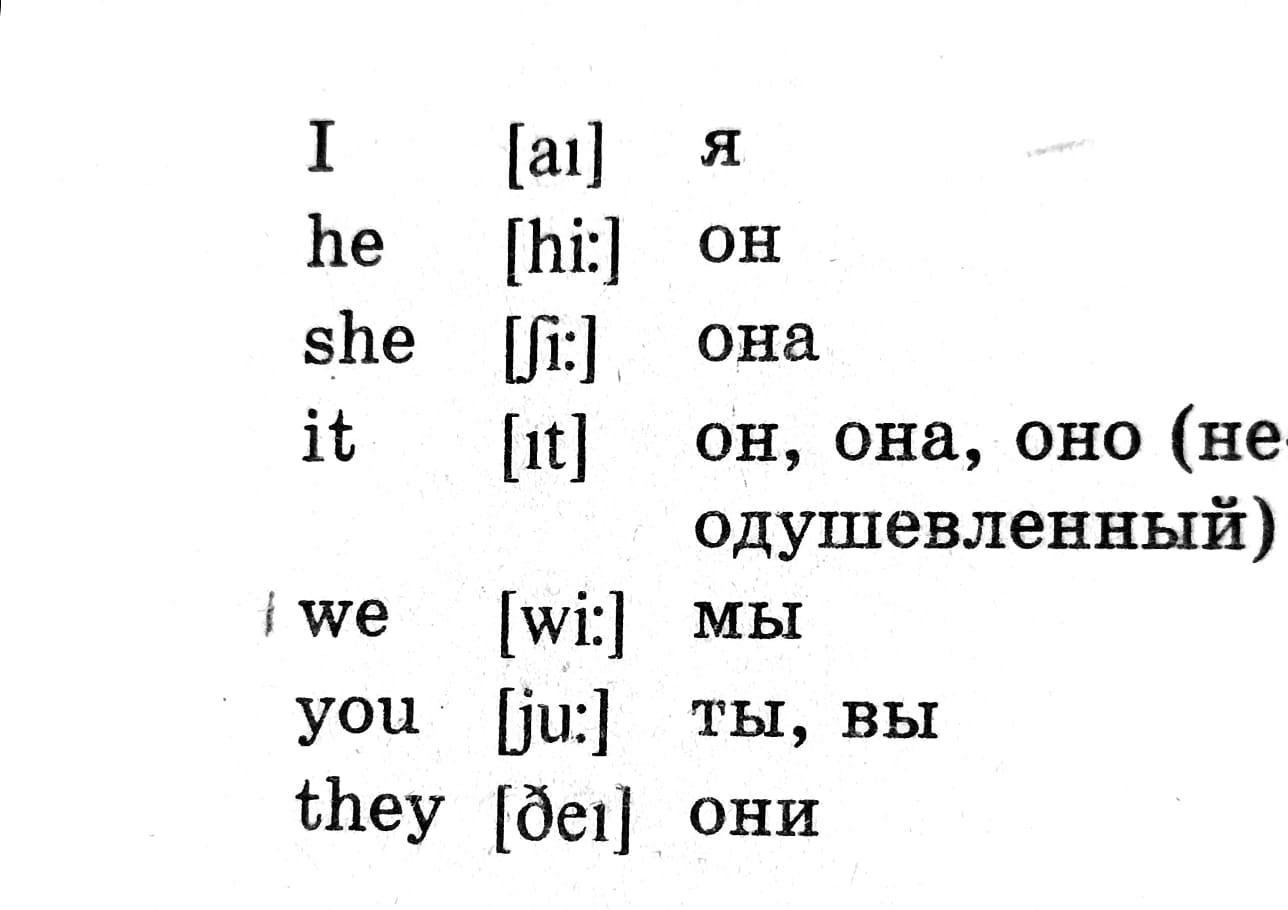 I [aɪ] я
he [hi:] он
she [ʃi:] она
it [ɪt] он, она, оно (не-
одушевленный)
we [wi:] мы
you [ju:] ты, вы
they [ðeɪ] они